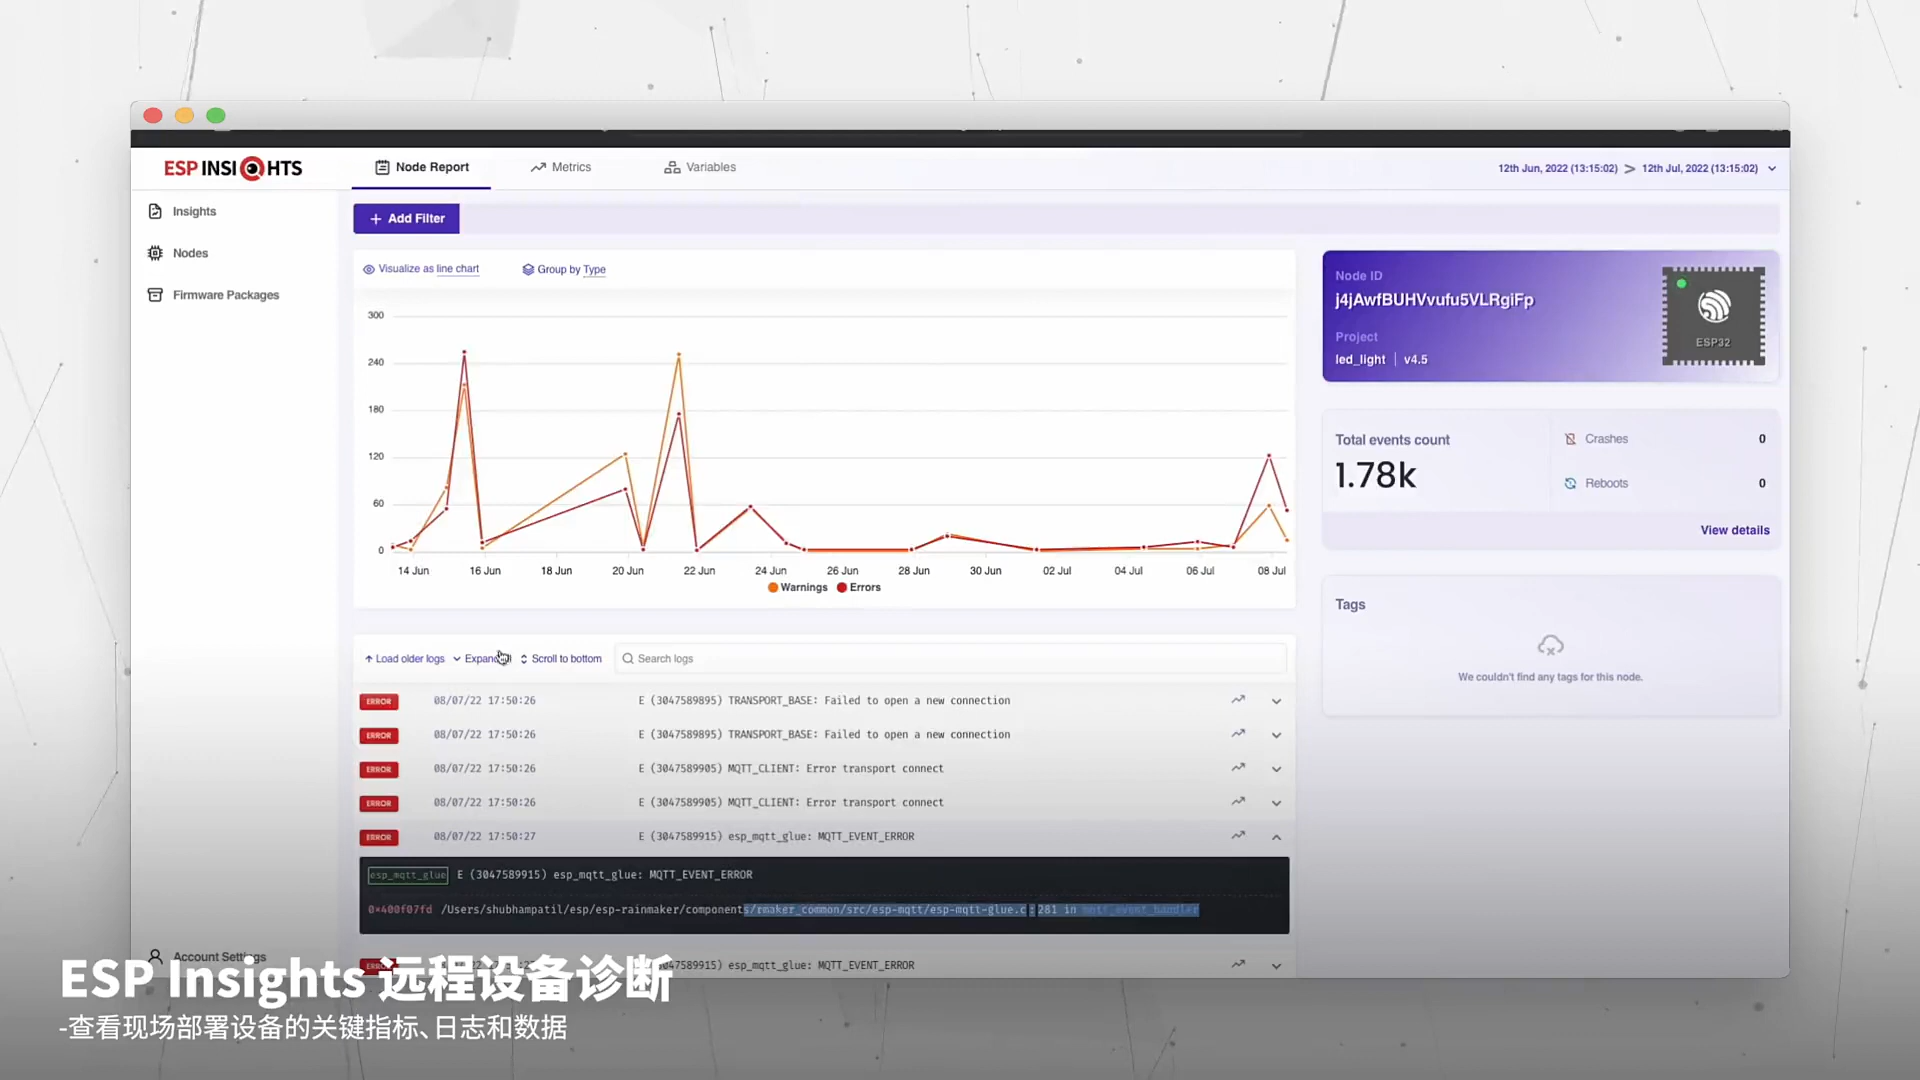 ESP INSIGHTS
Node Report
Metrics
Variables
12th Jun, 2022 (13:15:02) > 12th Jul, 2022 (13:15:02)
Insights
Nodes
Firmware Packages
Account Settings
+ Add Filter
Visualize as line chart
Group by Type
300
240
180
120
60
0
14 Jun 16 Jun 18 Jun 20 Jun 22 Jun 24 Jun 26 Jun 28 Jun 30 Jun 02 Jul 04 Jul 06 Jul 08 Jul
Warnings Errors
Node ID
j4jAwfBUHVvufu5VLRgiFp
Project
led_light | v4.5
ESP32
Total events count
1.78k
Crashes 0
Reboots 0
View details
Tags
We couldn't find any tags for this node.
Load older logs
Scroll to bottom
Search logs
ERROR 08/07/22 17:50:26 E (3047589895) TRANSPORT_BASE: Failed to open a new connection
ERROR 08/07/22 17:50:26 E (3047589895) TRANSPORT_BASE: Failed to open a new connection
ERROR 08/07/22 17:50:26 E (3047589905) MQTT_CLIENT: Error transport connect
ERROR 08/07/22 17:50:26 E (3047589905) MQTT_CLIENT: Error transport connect
ERROR 08/07/22 17:50:27 E (3047589915) esp_mqtt_glue: MQTT_EVENT_ERROR
esp_mqtt_glue E (3047589915) esp_mqtt_glue: MQTT_EVENT_ERROR
0x400f07fd /Users/shubhampatil/esp/esp-rainmaker/components/rmaker_common/src/esp-mqtt/esp-mqtt-glue.c:281 in mqtt_event_handler
esp_mqtt_glue: MQTT_EVENT_ERROR
ESP Insights 远程设备诊断
-查看现场部署设备的关键指标、日志和数据